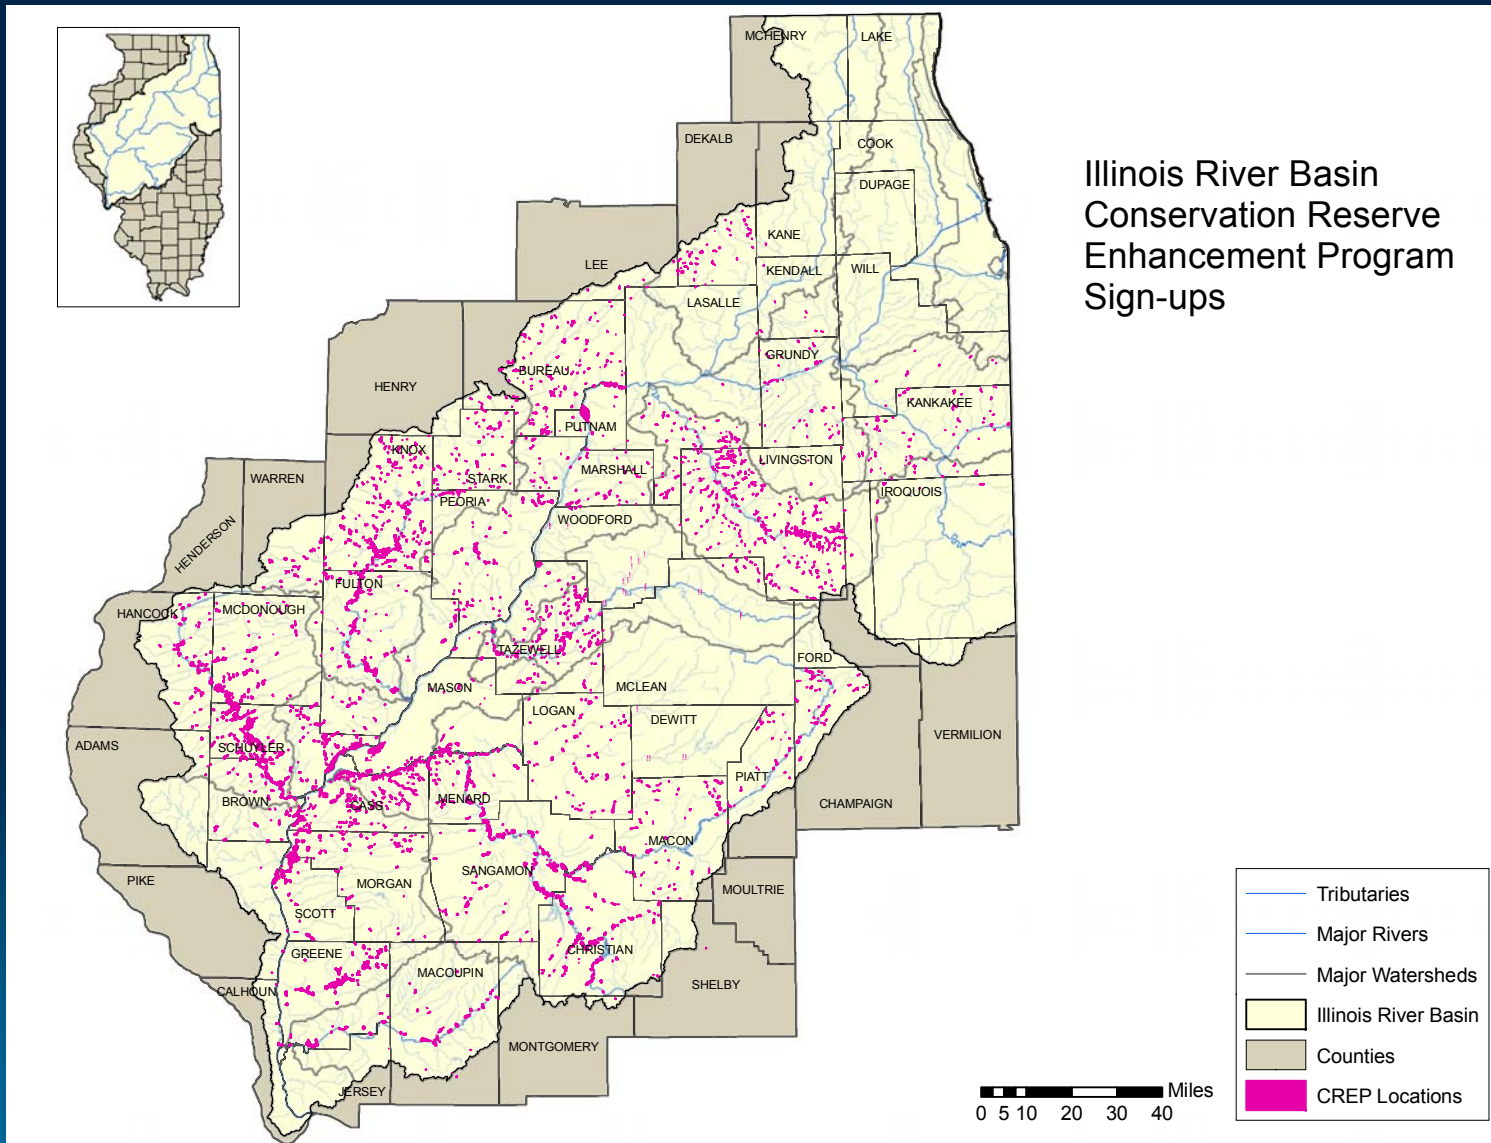 MCHENRY
LAKE
DEKALB
COOK
DUPAGE
Illinois River Basin
Conservation Reserve
Enhancement Program
Sign-ups
KANE
LEE
KENDALL
WILL
LASALLE
GRUNDY
BUREAU
HENRY
KANKAKEE
PUTNAM
KNOX
LIVINGSTON
MARSHALL
STARK
WARREN
IROQUOIS
PEORIA
WOODFORD
HENDERSON
FULTON
HANCOCK
MCDONOUGH
TAZEWELL
FORD
MASON
MCLEAN
LOGAN
DEWITT
VERMILION
ADAMS
SCHUYLER
PIATT
BROWN
CASS
MENARD
CHAMPAIGN
MACON
SANGAMON
PIKE
MORGAN
MOULTRIE
SCOTT
GREENE
CHRISTIAN
MACOUPIN
SHELBY
CALHOUN
MONTGOMERY
JERSEY
Tributaries
Major Rivers
Major Watersheds
Illinois River Basin
Counties
CREP Locations
Miles
0 5 10 20 30 40